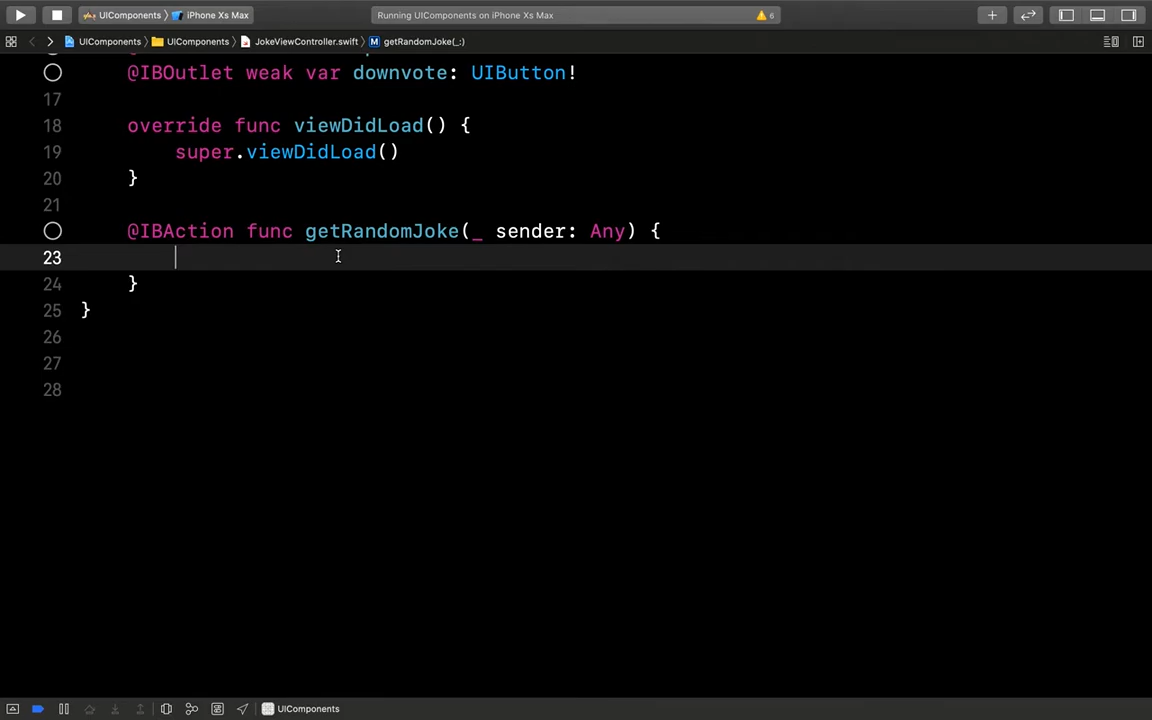 UIComponents iPhone Xs Max Running UIComponents on iPhone Xs Max 6
UIComponents UIComponents JokeViewController.swift M getRandomJoke(_:)
@IBOutlet weak var downvote: UIButton!
17
18 override func viewDidLoad() {
19 super.viewDidLoad()
20 }
21
@IBAction func getRandomJoke(_ sender: Any) {
23
24 }
25 }
26
27
28
UIComponents